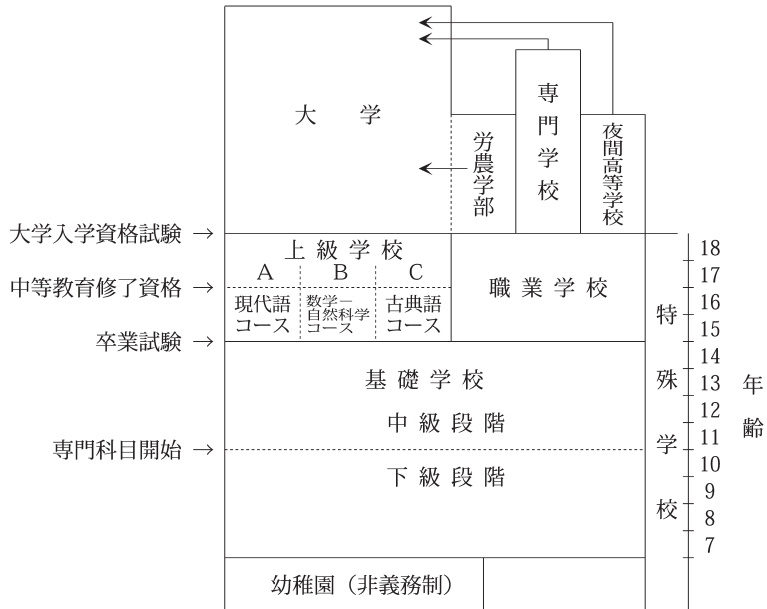 大学
労農学部
専門学校
夜間高等学校
大学入学資格試験→
上級学校
A B C
中等教育修了資格→
現代語
コース
数学－
自然科学
コース
古典語
コース
職業学校
卒業試験→
基礎学校
中級段階
専門科目開始→
下級段階
幼稚園（非義務制）
特殊学校
18
17
16
15
14
13
12
11
10
9
8
7
年齢